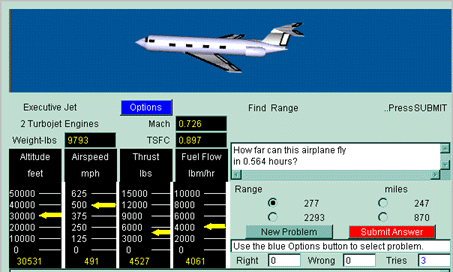 Executive Jet Options Find Range ..Press SUBMIT
2 Turbojet Engines Mach 0.726
Weight-lbs 9793 TSFC 0.897
Altitude Airspeed Thrust Fuel Flow
feet mph lbs lbm/hr
How far can this airplane fly
in 0.564 hours?
50000 625 18000 10000
40000 500 15000 8000
30000 375 12000 6000
20000 250 9000 4000
10000 125 6000 2000
0 0 3000 0
0
30531 491 4527 4061
Range miles
277 247
2293 870
New Problem Submit Answer
Use the blue Options button to select problem.
Right 0 Wrong 0 Tries 3